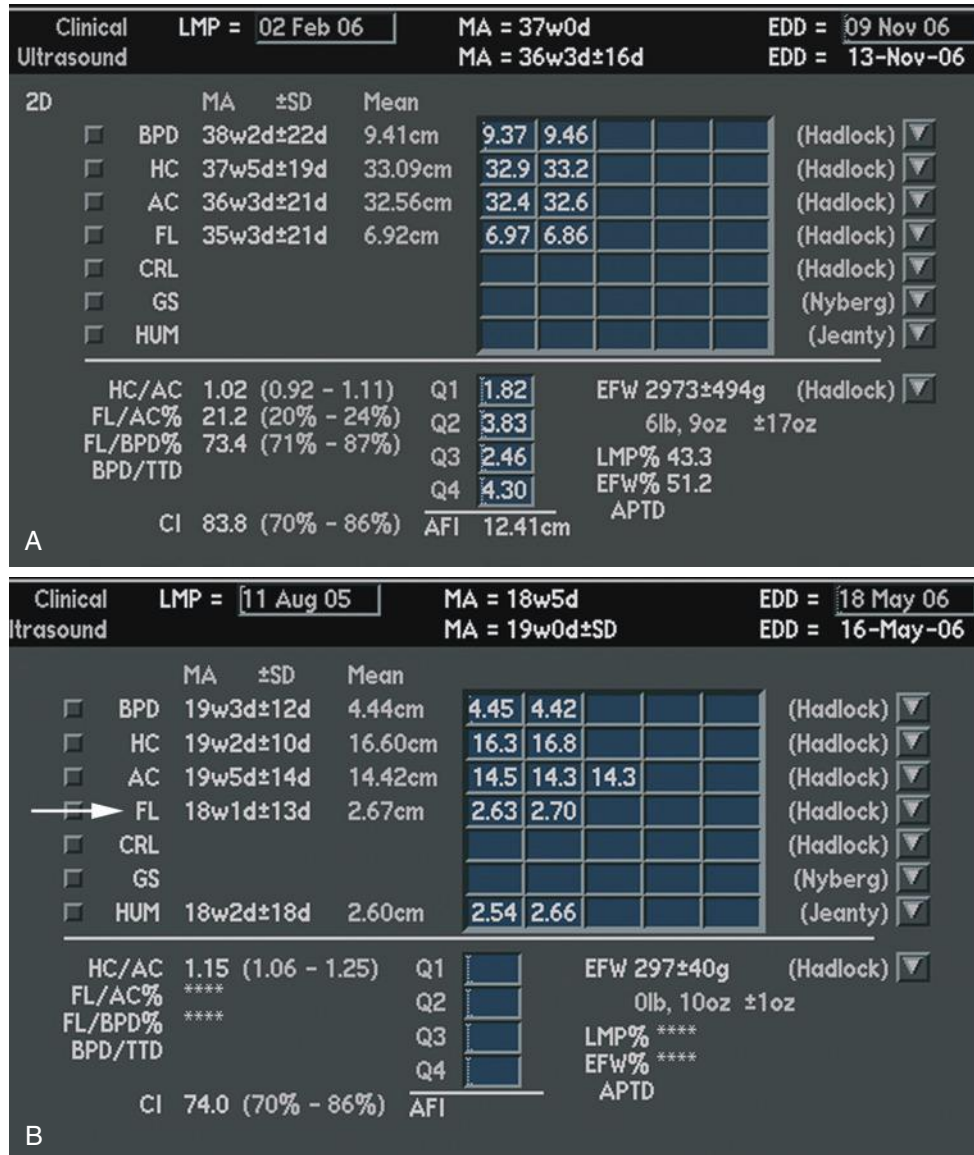 Clinical LMP = 02 Feb 06 MA = 37w0d EDD = 09 Nov 06
Ultrasound MA = 36w3d±16d EDD = 13-Nov-06
2D MA ±SD Mean
BPD 38w2d±22d 9.41cm 9.37 9.46 (Hadlock)
HC 37w5d±19d 33.09cm 32.9 33.2 (Hadlock)
AC 36w3d±21d 32.56cm 32.4 32.6 (Hadlock)
FL 35w3d±21d 6.92cm 6.97 6.86 (Hadlock)
CRL (Hadlock)
GS (Nyberg)
HUM (Jeanty)
HC/AC 1.02 (0.92 - 1.11) Q1 1.82 EFW 2973±494g (Hadlock)
FL/AC% 21.2 (20% - 24%) Q2 3.83 6lb, 9oz ±17oz
FL/BPD% 73.4 (71% - 87%) Q3 2.46 LMP% 43.3
BPD/TTD Q4 4.30 EFW% 51.2
APTD
CI 83.8 (70% - 86%) AFI 12.41cm
A
Clinical LMP = 11 Aug 05 MA = 18w5d EDD = 18 May 06
ltrasound MA = 19w0d±SD EDD = 16-May-06
MA ±SD Mean
BPD 19w3d±12d 4.44cm 4.45 4.42 (Hadlock)
HC 19w2d±10d 16.60cm 16.3 16.8 (Hadlock)
AC 19w5d±14d 14.42cm 14.5 14.3 14.3 (Hadlock)
FL 18w1d±13d 2.67cm 2.63 2.70 (Hadlock)
CRL (Hadlock)
GS (Nyberg)
HUM 18w2d±18d 2.60cm 2.54 2.66 (Jeanty)
HC/AC 1.15 (1.06 - 1.25) Q1 EFW 297±40g (Hadlock)
FL/AC% **** Q2 0lb, 10oz ±1oz
FL/BPD% **** Q3 LMP% ****
BPD/TTD Q4 EFW% ****
APTD
CI 74.0 (70% - 86%) AFI
B